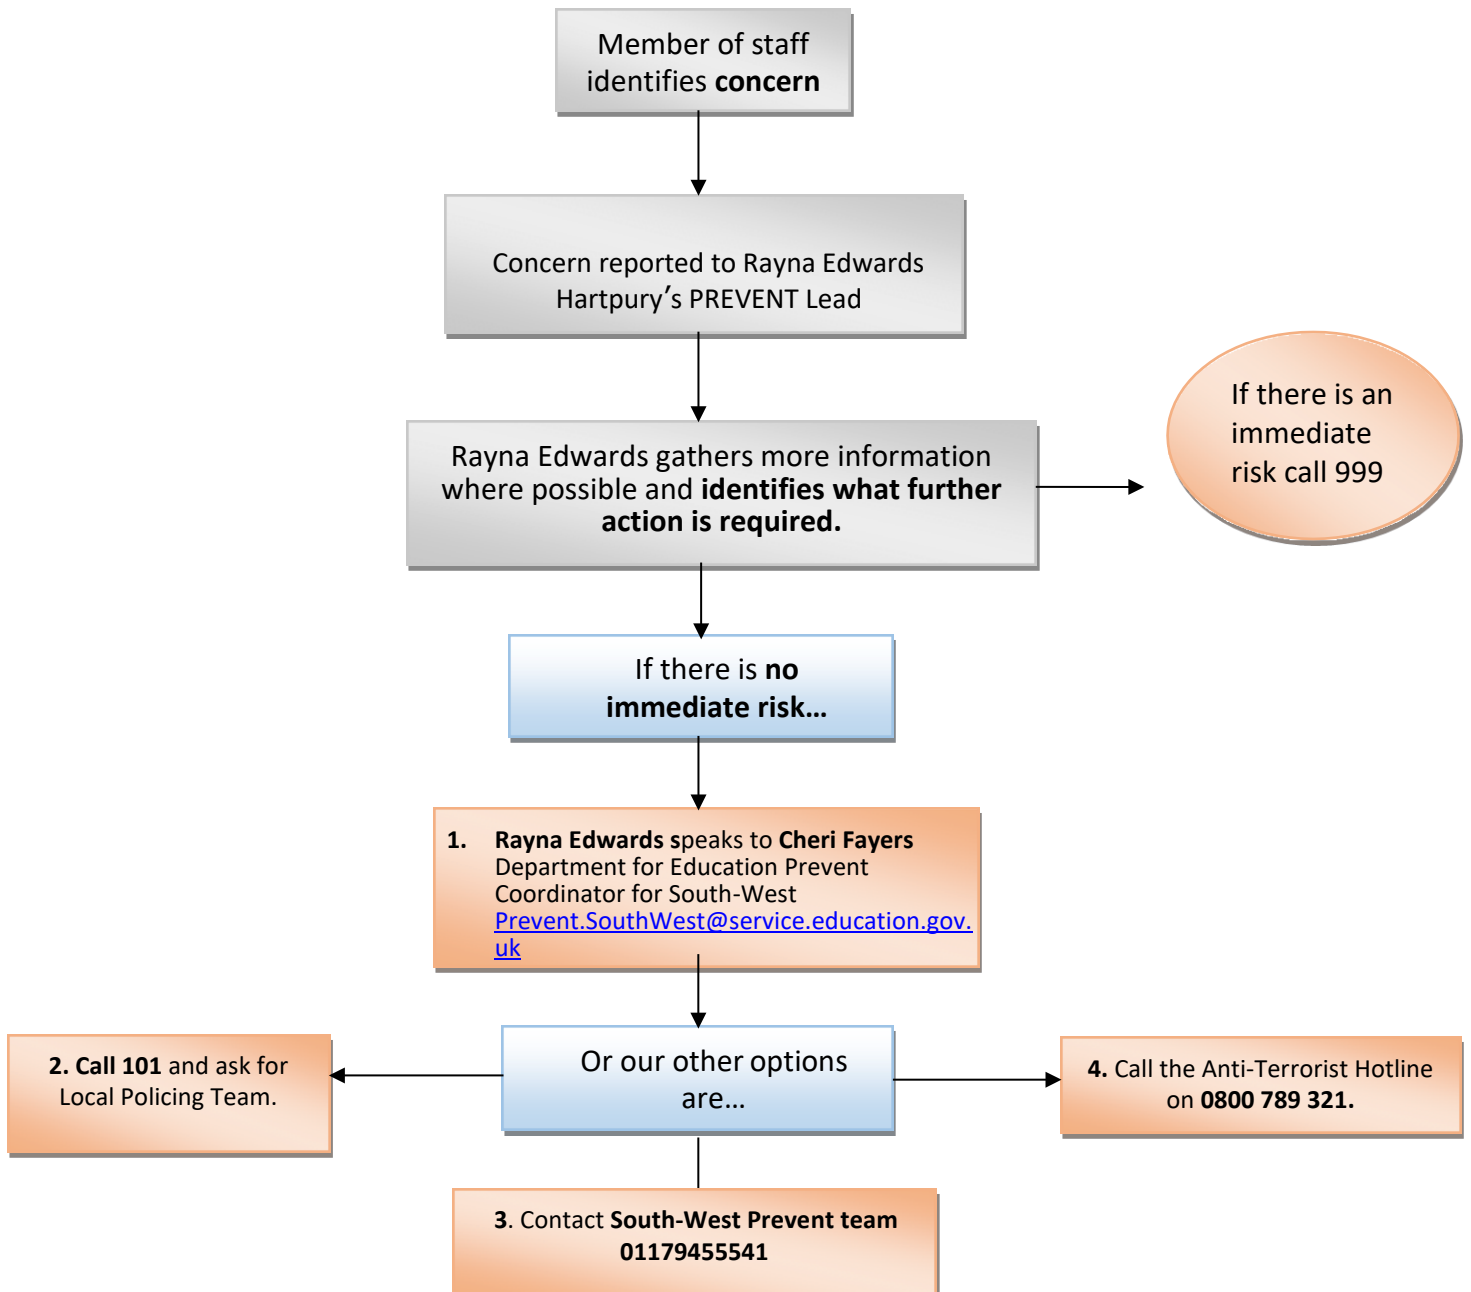 Member of staff
identifies concern
Concern reported to Rayna Edwards
Hartpury’s PREVENT Lead
If there is an
immediate
risk call 999
Rayna Edwards gathers more information
where possible and identifies what further
action is required.
If there is no
immediate risk…
1. Rayna Edwards speaks to Cheri Fayers
Department for Education Prevent
Coordinator for South-West
Prevent.SouthWest@service.education.gov.
uk
Or our other options
are…
2. Call 101 and ask for
Local Policing Team.
3. Contact South-West Prevent team
01179455541
4. Call the Anti-Terrorist Hotline
on 0800 789 321.